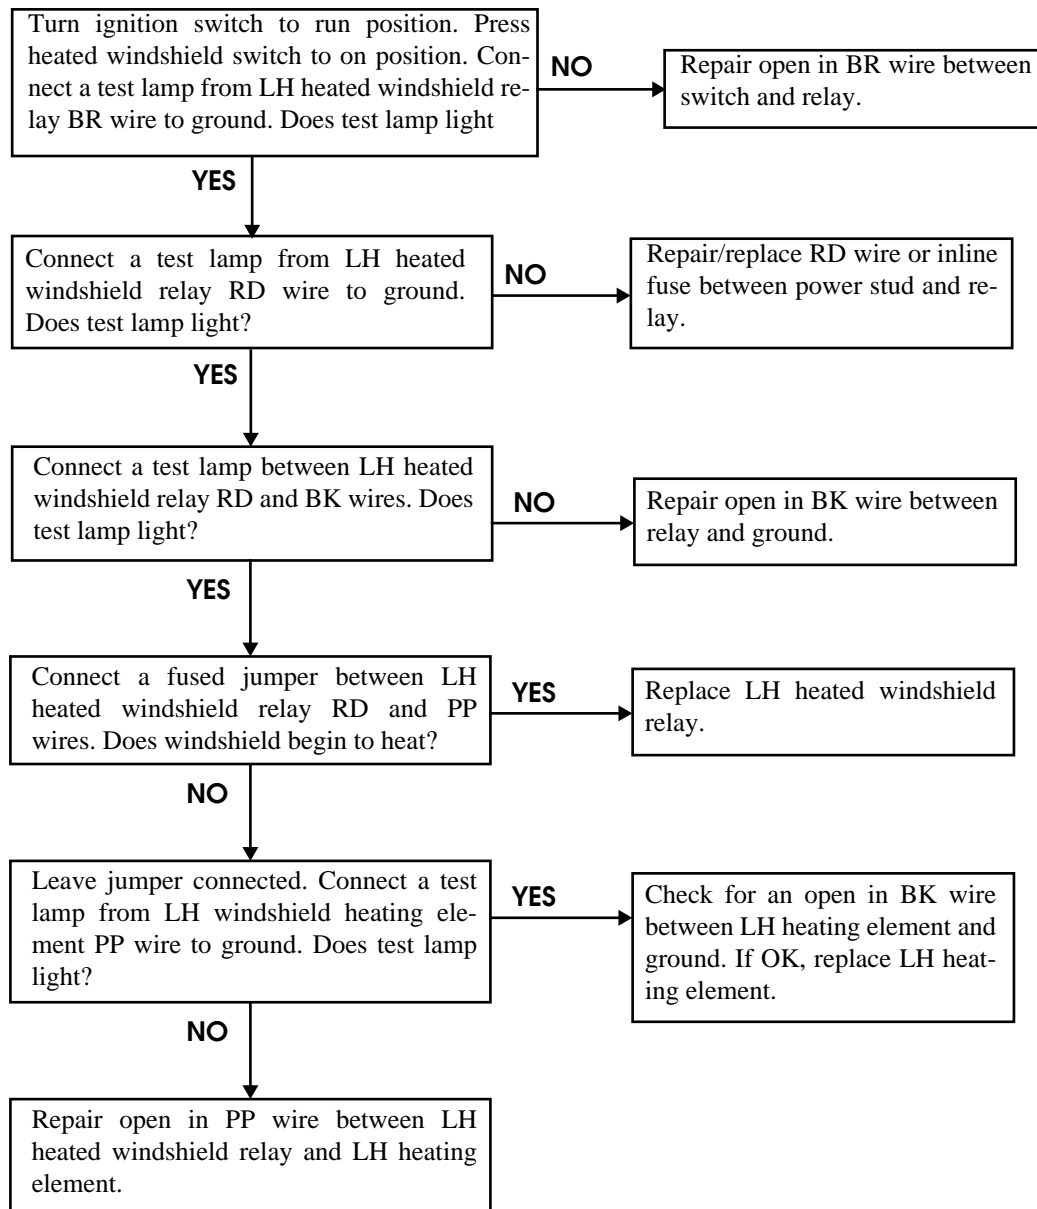 Turn ignition switch to run position. Press
heated windshield switch to on position. Con-
nect a test lamp from LH heated windshield re-
lay BR wire to ground. Does test lamp light
NO
Repair open in BR wire between
switch and relay.
YES
Connect a test lamp from LH heated
windshield relay RD wire to ground.
Does test lamp light?
NO
Repair/replace RD wire or inline
fuse between power stud and re-
lay.
YES
Connect a test lamp between LH heated
windshield relay RD and BK wires. Does
test lamp light?
NO
Repair open in BK wire between
relay and ground.
YES
Connect a fused jumper between LH
heated windshield relay RD and PP
wires. Does windshield begin to heat?
YES
Replace LH heated windshield
relay.
NO
Leave jumper connected. Connect a test
lamp from LH windshield heating ele-
ment PP wire to ground. Does test lamp
light?
YES
Check for an open in BK wire
between LH heating element and
ground. If OK, replace LH heat-
ing element.
NO
Repair open in PP wire between LH
heated windshield relay and LH heating
element.